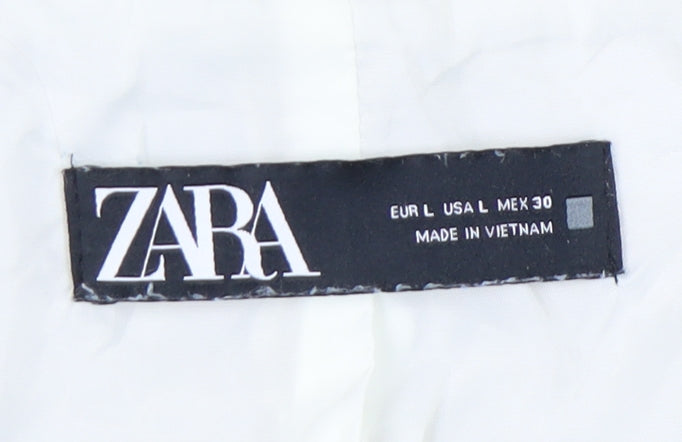 ZARA
EUR L USA L MEX 30
MADE IN VIETNAM